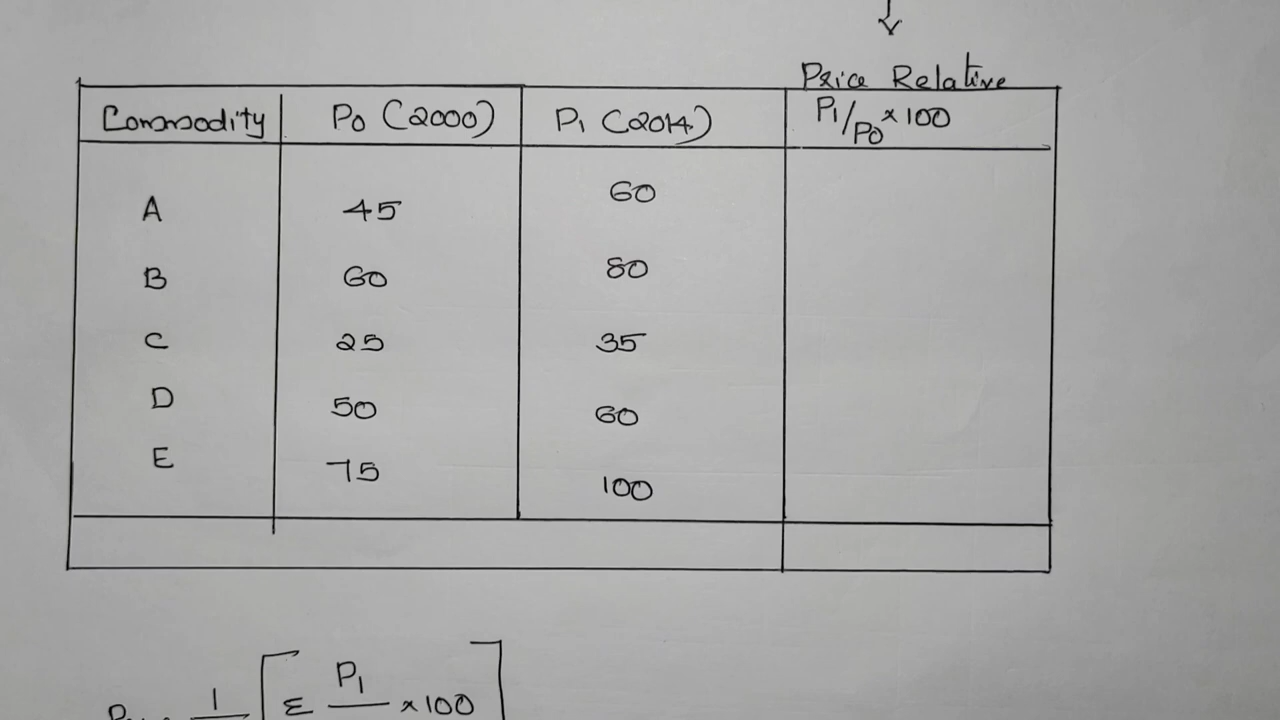 Price Relative
Commodity P0 (2000) P1 (2014) P1/P0 × 100
A 45 60
B 60 80
C 25 35
D 50 60
E 75 100
P1
1 [ Σ — × 100 ]